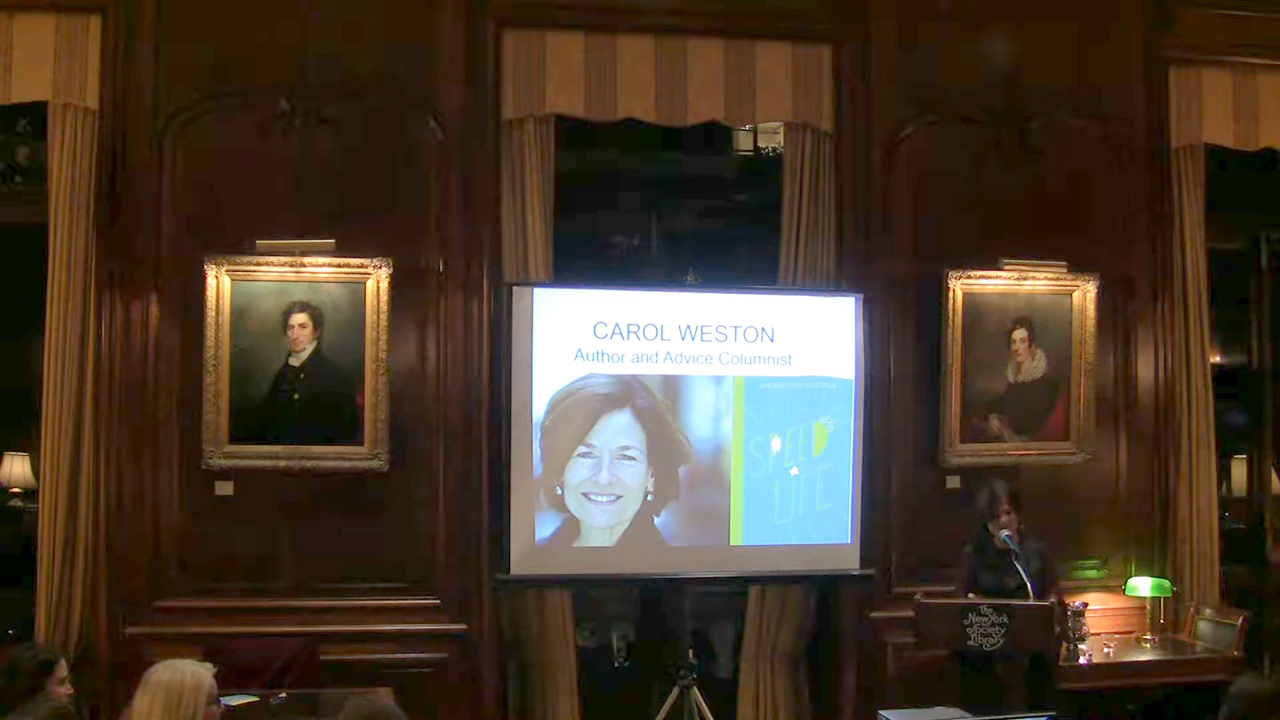 CAROL WESTON
Author and Advice Columnist
SPEED
LIFE
The
New York
Society
Library